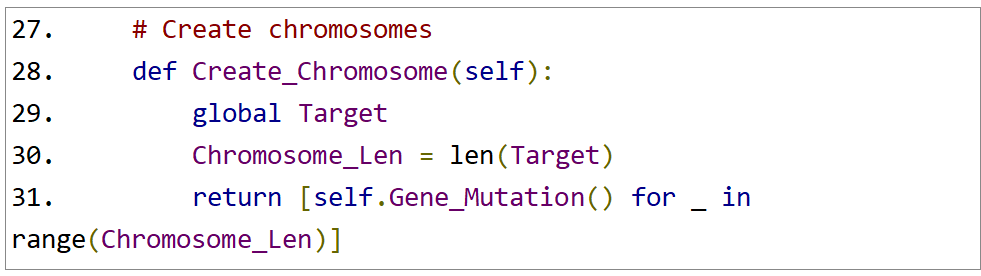 27.     # Create chromosomes
28.     def Create_Chromosome(self):
29.         global Target
30.         Chromosome_Len = len(Target)
31.         return [self.Gene_Mutation() for _ in
range(Chromosome_Len)]